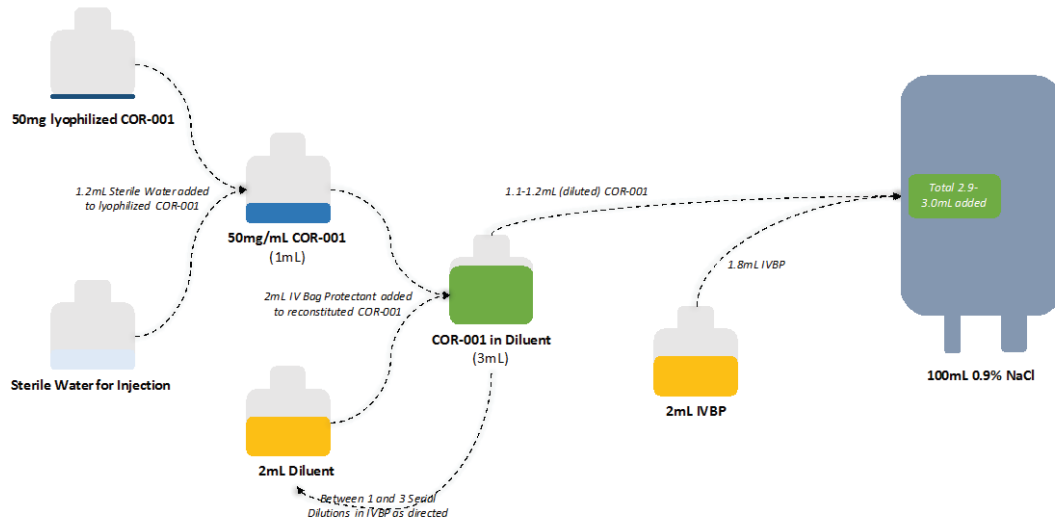 50mg lyophilized COR-001
1.2mL Sterile Water added
to lyophilized COR-001
Sterile Water for Injection
50mg/mL COR-001
(1mL)
2mL IV Bag Protectant added
to reconstituted COR-001
2mL Diluent
Between 1 and 3 Serial
Dilutions in IVBP as directed
COR-001 in Diluent
(3mL)
1.1-1.2mL (diluted) COR-001
1.8mL IVBP
2mL IVBP
Total 2.9-
3.0mL added
100mL 0.9% NaCl